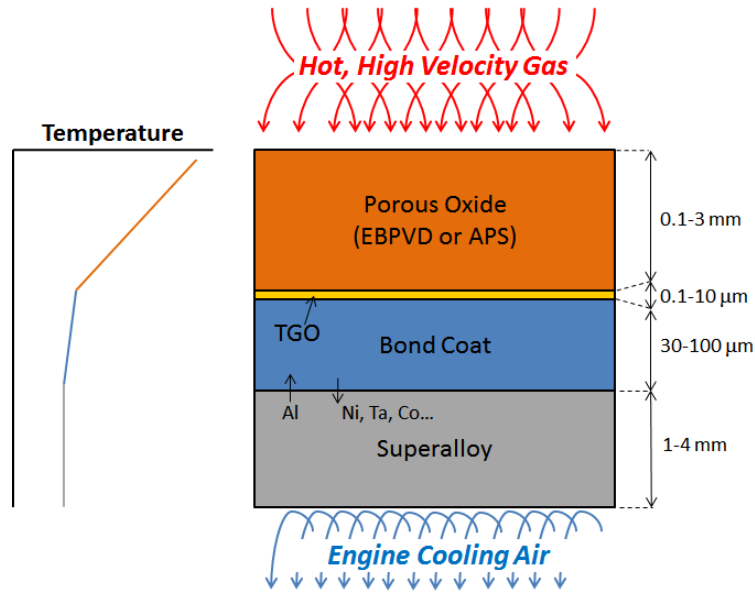 Hot, High Velocity Gas
Temperature
Porous Oxide
(EBPVD or APS)
0.1-3 mm
0.1-10 µm
TGO
Bond Coat
30-100 µm
Al
Ni, Ta, Co...
Superalloy
1-4 mm
Engine Cooling Air